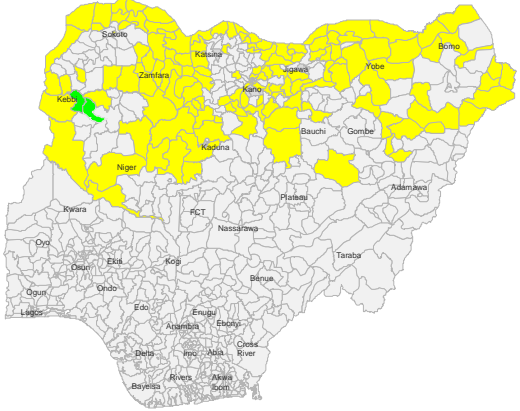 Sokoto
Borno
Katsina
Yobe
Jigawa
Zamfara
Kano
Kebbi
Bauchi
Gombe
Kaduna
Niger
Adamawa
Plateau
Kwara
FCT
Nassarawa
Oyo
Taraba
Ekiti
Kogi
Osun
Benue
Ogun
Ondo
Edo
Lagos
Enugu
Anambia
Ebonyi
Cross
River
Delta
Imo
Abia
Rivers
Akwa
Ibom
Bayelsa